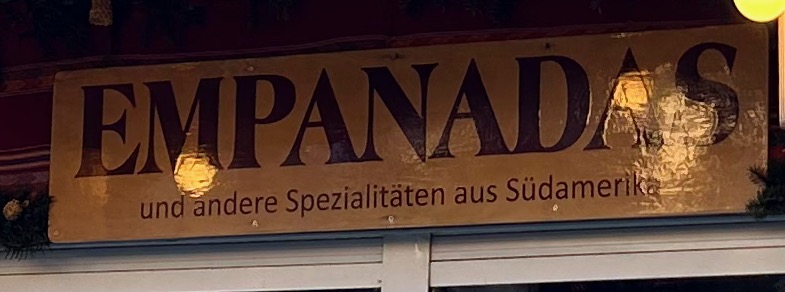 EMPANADAS
und andere Spezialitäten aus Südamerika